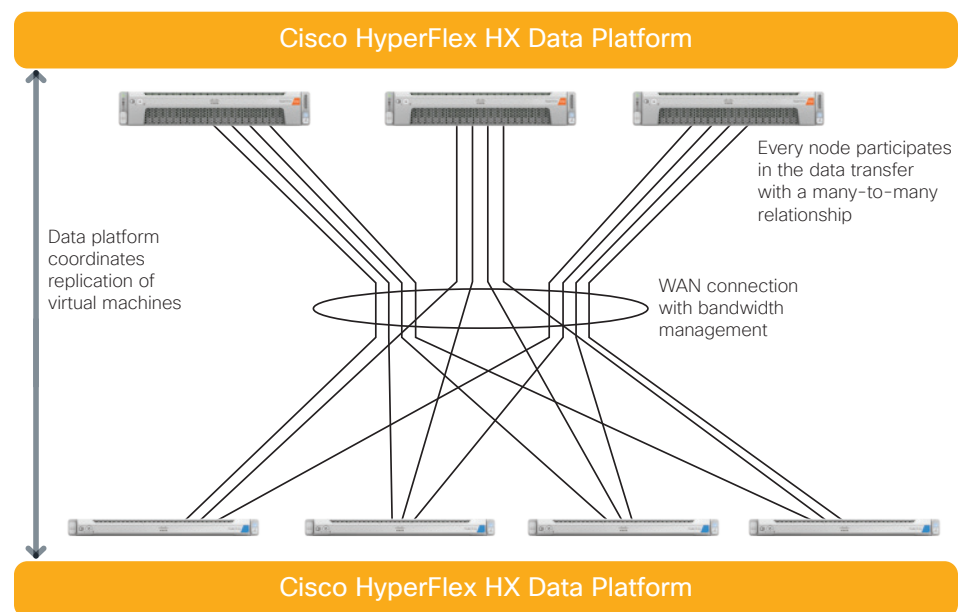 Cisco HyperFlex HX Data Platform
Every node participates
in the data transfer
with a many-to-many
relationship
Data platform
coordinates
replication of
virtual machines
WAN connection
with bandwidth
management
Cisco HyperFlex HX Data Platform